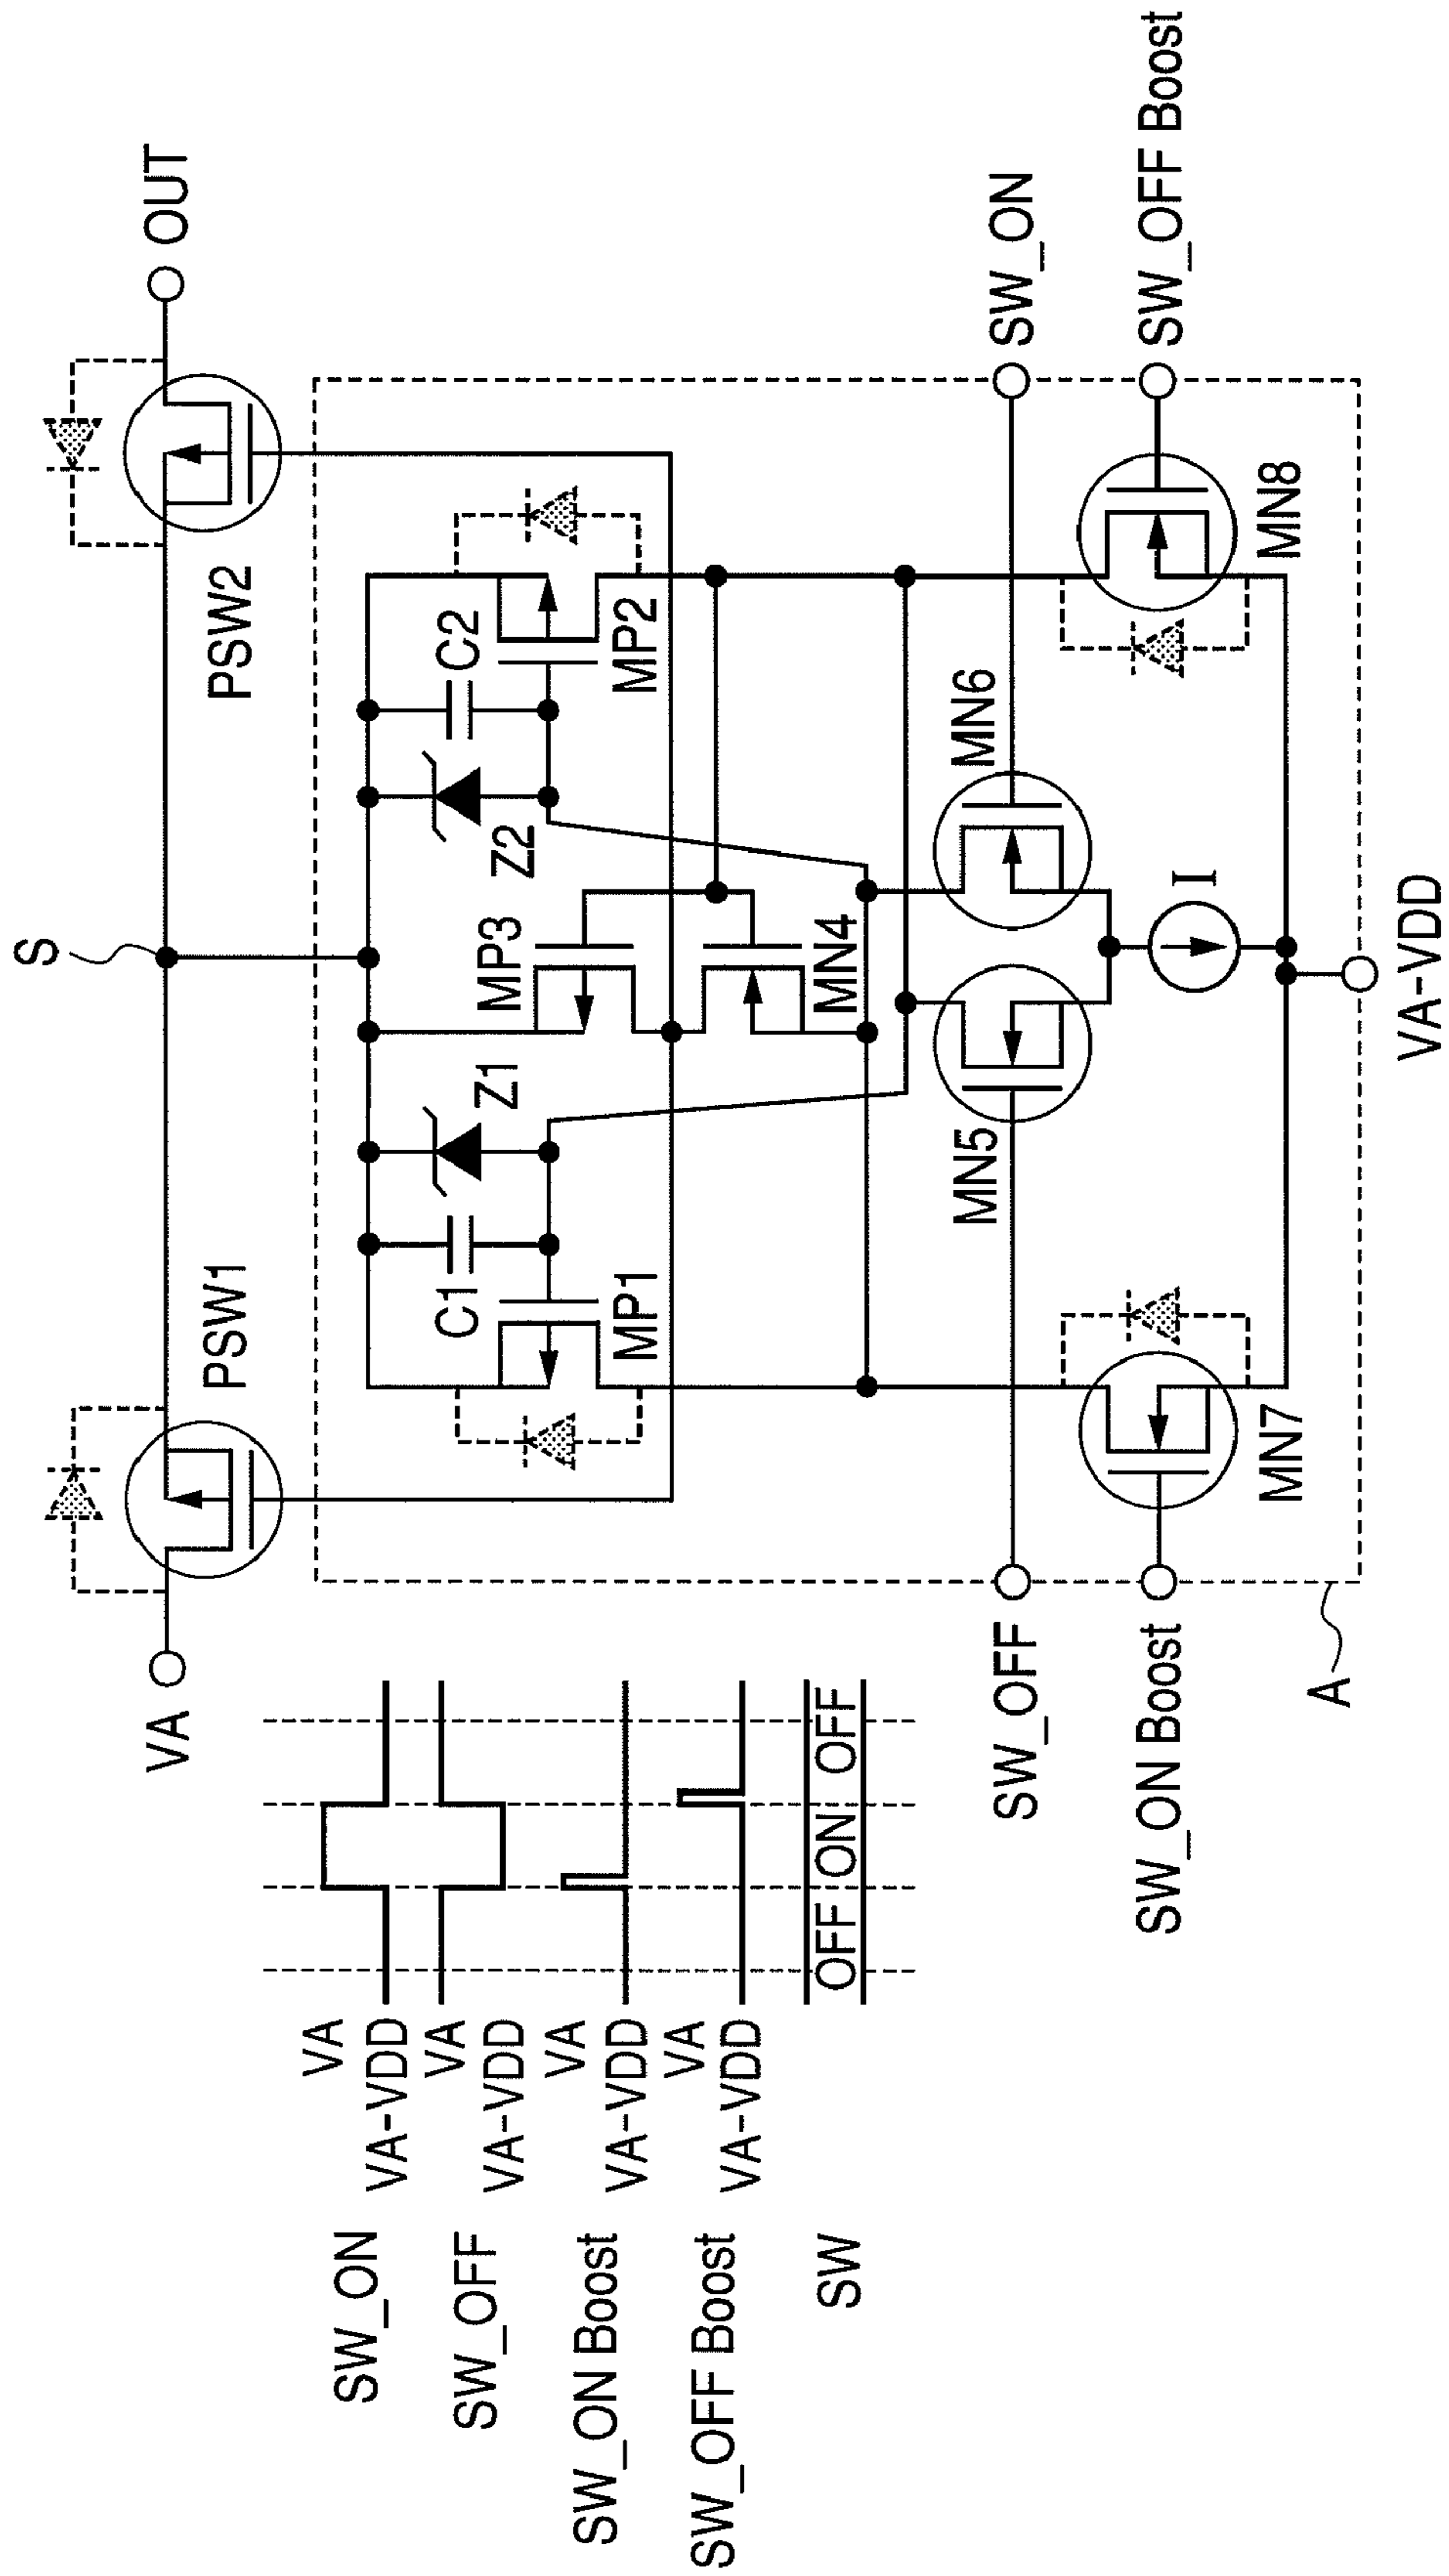 SW_ON
VA
VA-VDD
SW_OFF
VA
VA-VDD
SW_ON Boost
VA
VA-VDD
SW_OFF Boost
VA
VA-VDD
SW
OFF
ON
OFF
VA
PSW1
S
PSW2
OUT
C1
Z1
MP1
MP3
Z2
C2
MP2
MN4
MN5
MN6
SW_OFF
SW_ON
I
SW_ON Boost
MN7
MN8
SW_OFF Boost
A
VA-VDD